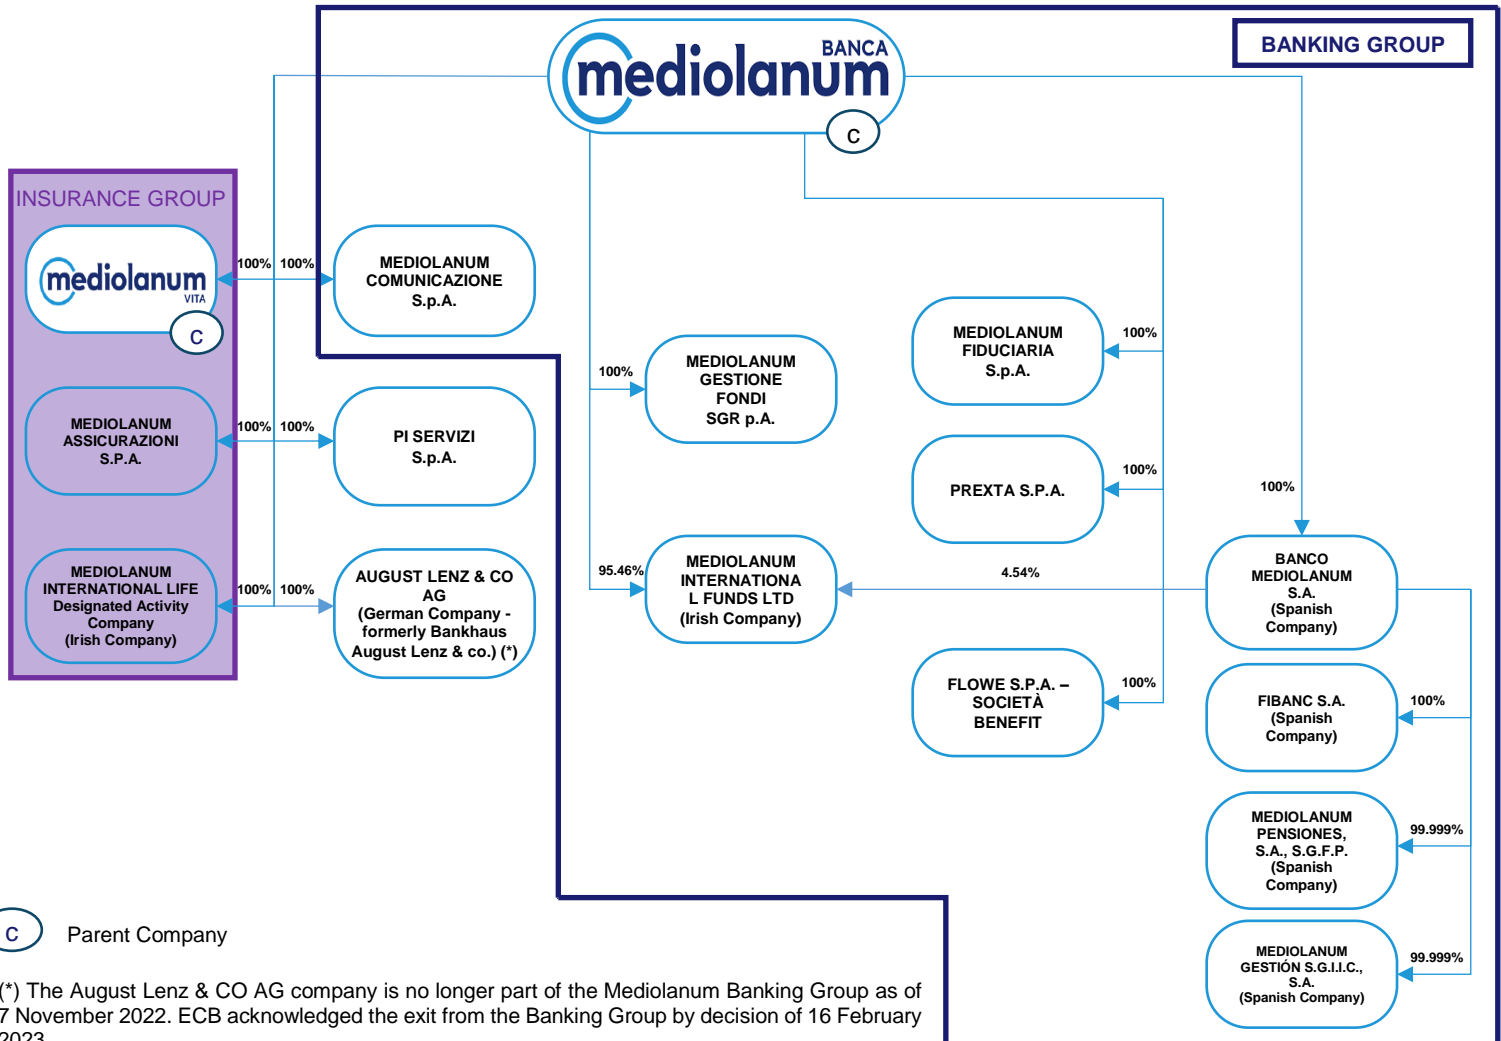 BANCA
mediolanum
C
BANKING GROUP
INSURANCE GROUP
mediolanum
VITA
C
100%
100%
MEDIOLANUM
COMUNICAZIONE
S.p.A.
MEDIOLANUM
ASSICURAZIONI
S.P.A.
100%
100%
PI SERVIZI
S.p.A.
MEDIOLANUM
INTERNATIONAL LIFE
Designated Activity
Company
(Irish Company)
100%
100%
AUGUST LENZ & CO
AG
(German Company -
formerly Bankhaus
August Lenz & co.) (*)
100%
MEDIOLANUM
GESTIONE
FONDI
SGR p.A.
95.46%
MEDIOLANUM
INTERNATIONA
L FUNDS LTD
(Irish Company)
4.54%
MEDIOLANUM
FIDUCIARIA
S.p.A.
100%
PREXTA S.P.A.
100%
FLOWE S.P.A. –
SOCIETÀ
BENEFIT
100%
100%
BANCO
MEDIOLANUM
S.A.
(Spanish
Company)
FIBANC S.A.
(Spanish
Company)
100%
MEDIOLANUM
PENSIONES,
S.A., S.G.F.P.
(Spanish
Company)
99.999%
MEDIOLANUM
GESTIÓN S.G.I.I.C.,
S.A.
(Spanish Company)
99.999%
C Parent Company
(*) The August Lenz & CO AG company is no longer part of the Mediolanum Banking Group as of
7 November 2022. ECB acknowledged the exit from the Banking Group by decision of 16 February
2023